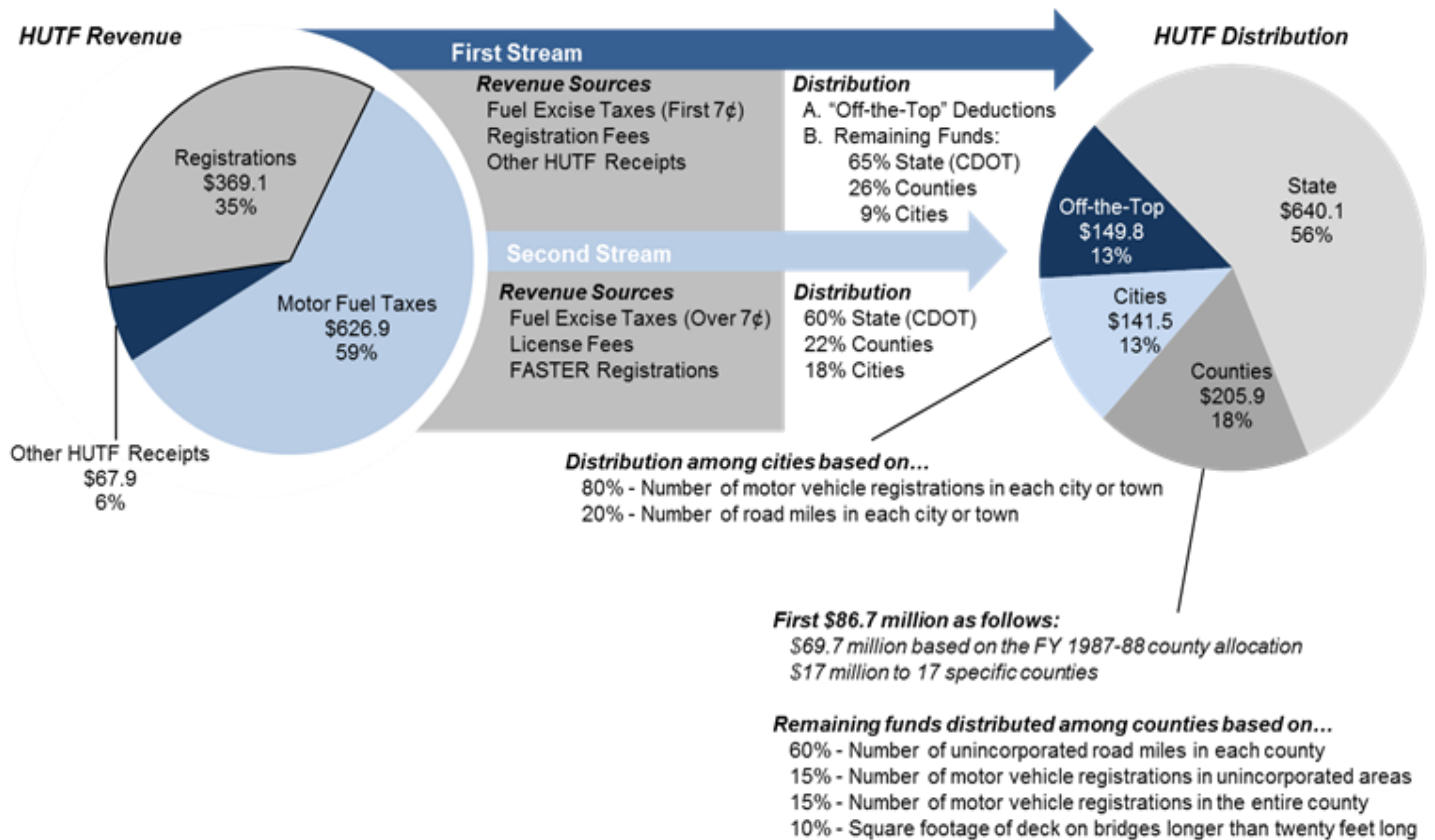 HUTF Revenue
Registrations
$369.1
35%
Motor Fuel Taxes
$626.9
59%
Other HUTF Receipts
$67.9
6%
First Stream
Revenue Sources
Fuel Excise Taxes (First 7¢)
Registration Fees
Other HUTF Receipts
Distribution
A. “Off-the-Top” Deductions
B. Remaining Funds:
65% State (CDOT)
26% Counties
9% Cities
Second Stream
Revenue Sources
Fuel Excise Taxes (Over 7¢)
License Fees
FASTER Registrations
Distribution
60% State (CDOT)
22% Counties
18% Cities
HUTF Distribution
State
$640.1
56%
Off-the-Top
$149.8
13%
Cities
$141.5
13%
Counties
$205.9
18%
Distribution among cities based on…
80% - Number of motor vehicle registrations in each city or town
20% - Number of road miles in each city or town
First $86.7 million as follows:
$69.7 million based on the FY 1987-88 county allocation
$17 million to 17 specific counties
Remaining funds distributed among counties based on…
60% - Number of unincorporated road miles in each county
15% - Number of motor vehicle registrations in unincorporated areas
15% - Number of motor vehicle registrations in the entire county
10% - Square footage of deck on bridges longer than twenty feet long